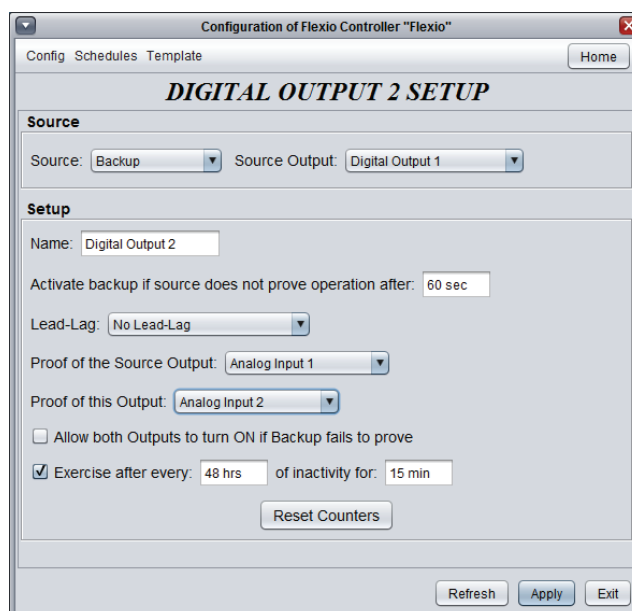 Configuration of Flexio Controller "Flexio"
Config Schedules Template Home
DIGITAL OUTPUT 2 SETUP
Source
Source: Backup Source Output: Digital Output 1
Setup
Name: Digital Output 2
Activate backup if source does not prove operation after: 60 sec
Lead-Lag: No Lead-Lag
Proof of the Source Output: Analog Input 1
Proof of this Output: Analog Input 2
Allow both Outputs to turn ON if Backup fails to prove
Exercise after every: 48 hrs of inactivity for: 15 min
Reset Counters
Refresh Apply Exit